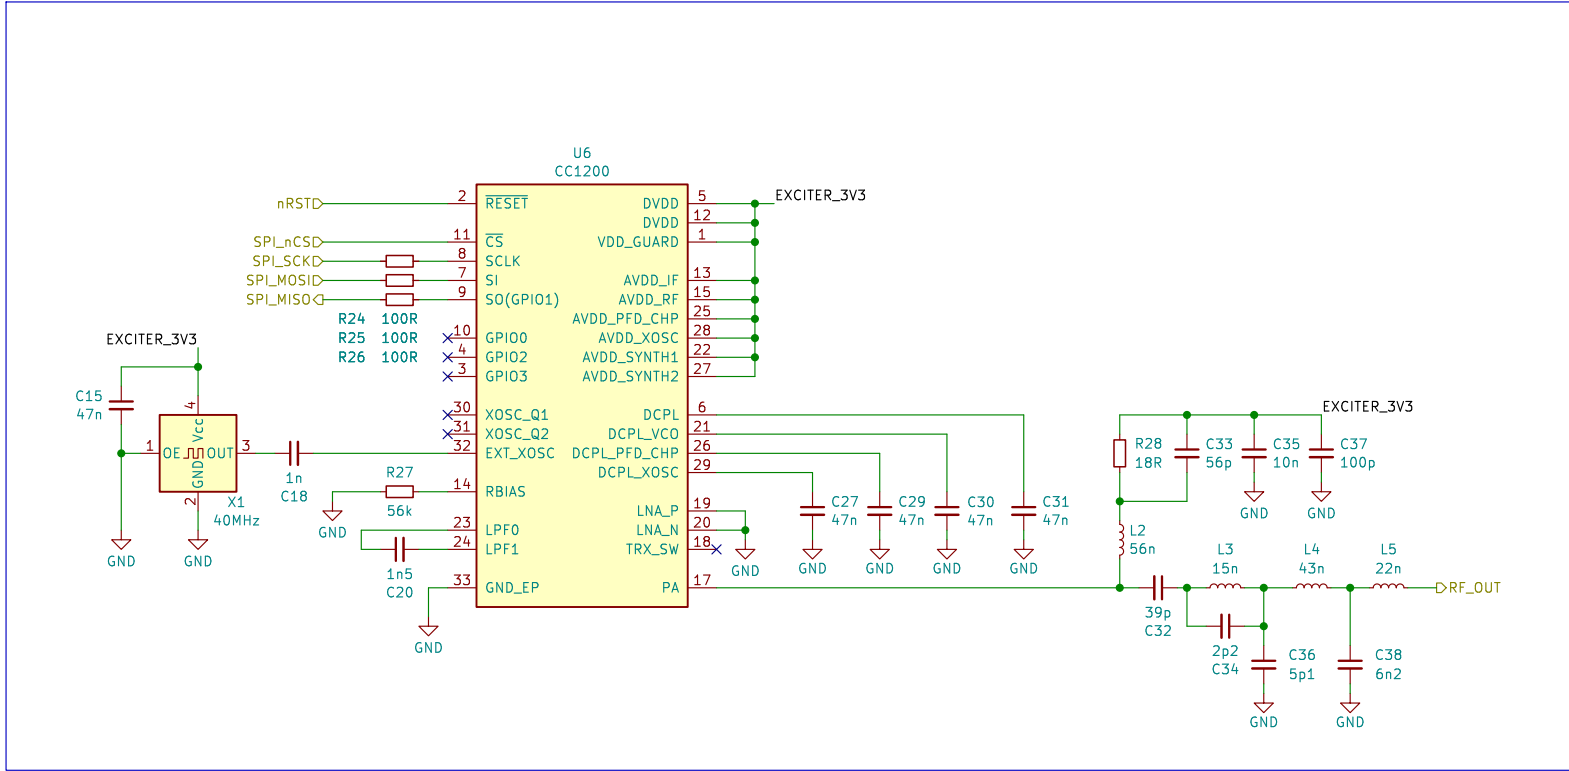 U6
CC1200
nRST
SPI_nCS
SPI_SCK
SPI_MOSI
SPI_MISO
R24 100R
R25 100R
R26 100R
2 RESET
11 CS
8 SCLK
7 SI
9 SO(GPIO1)
10 GPIO0
4 GPIO2
3 GPIO3
30 XOSC_Q1
31 XOSC_Q2
32 EXT_XOSC
14 RBIAS
23 LPF0
24 LPF1
33 GND_EP
DVDD 5
DVDD 12
VDD_GUARD 1
AVDD_IF 13
AVDD_RF 15
AVDD_PFD_CHP 25
AVDD_XOSC 28
AVDD_SYNTH1 22
AVDD_SYNTH2 27
DCPL 6
DCPL_VCO 21
DCPL_PFD_CHP 26
DCPL_XOSC 29
LNA_P 19
LNA_N 20
TRX_SW 18
PA 17
EXCITER_3V3
EXCITER_3V3
C15
47n
4
Vcc
1 OE OUT 3
GND
2
X1
40MHz
GND
GND
1n
C18
R27
56k
GND
1n5
C20
GND
GND
C27
47n
GND
C29
47n
GND
C30
47n
GND
C31
47n
GND
EXCITER_3V3
R28
18R
C33
56p
C35
10n
C37
100p
GND
GND
L2
56n
39p
C32
L3
15n
2p2
C34
L4
43n
L5
22n
RF_OUT
C36
5p1
GND
C38
6n2
GND